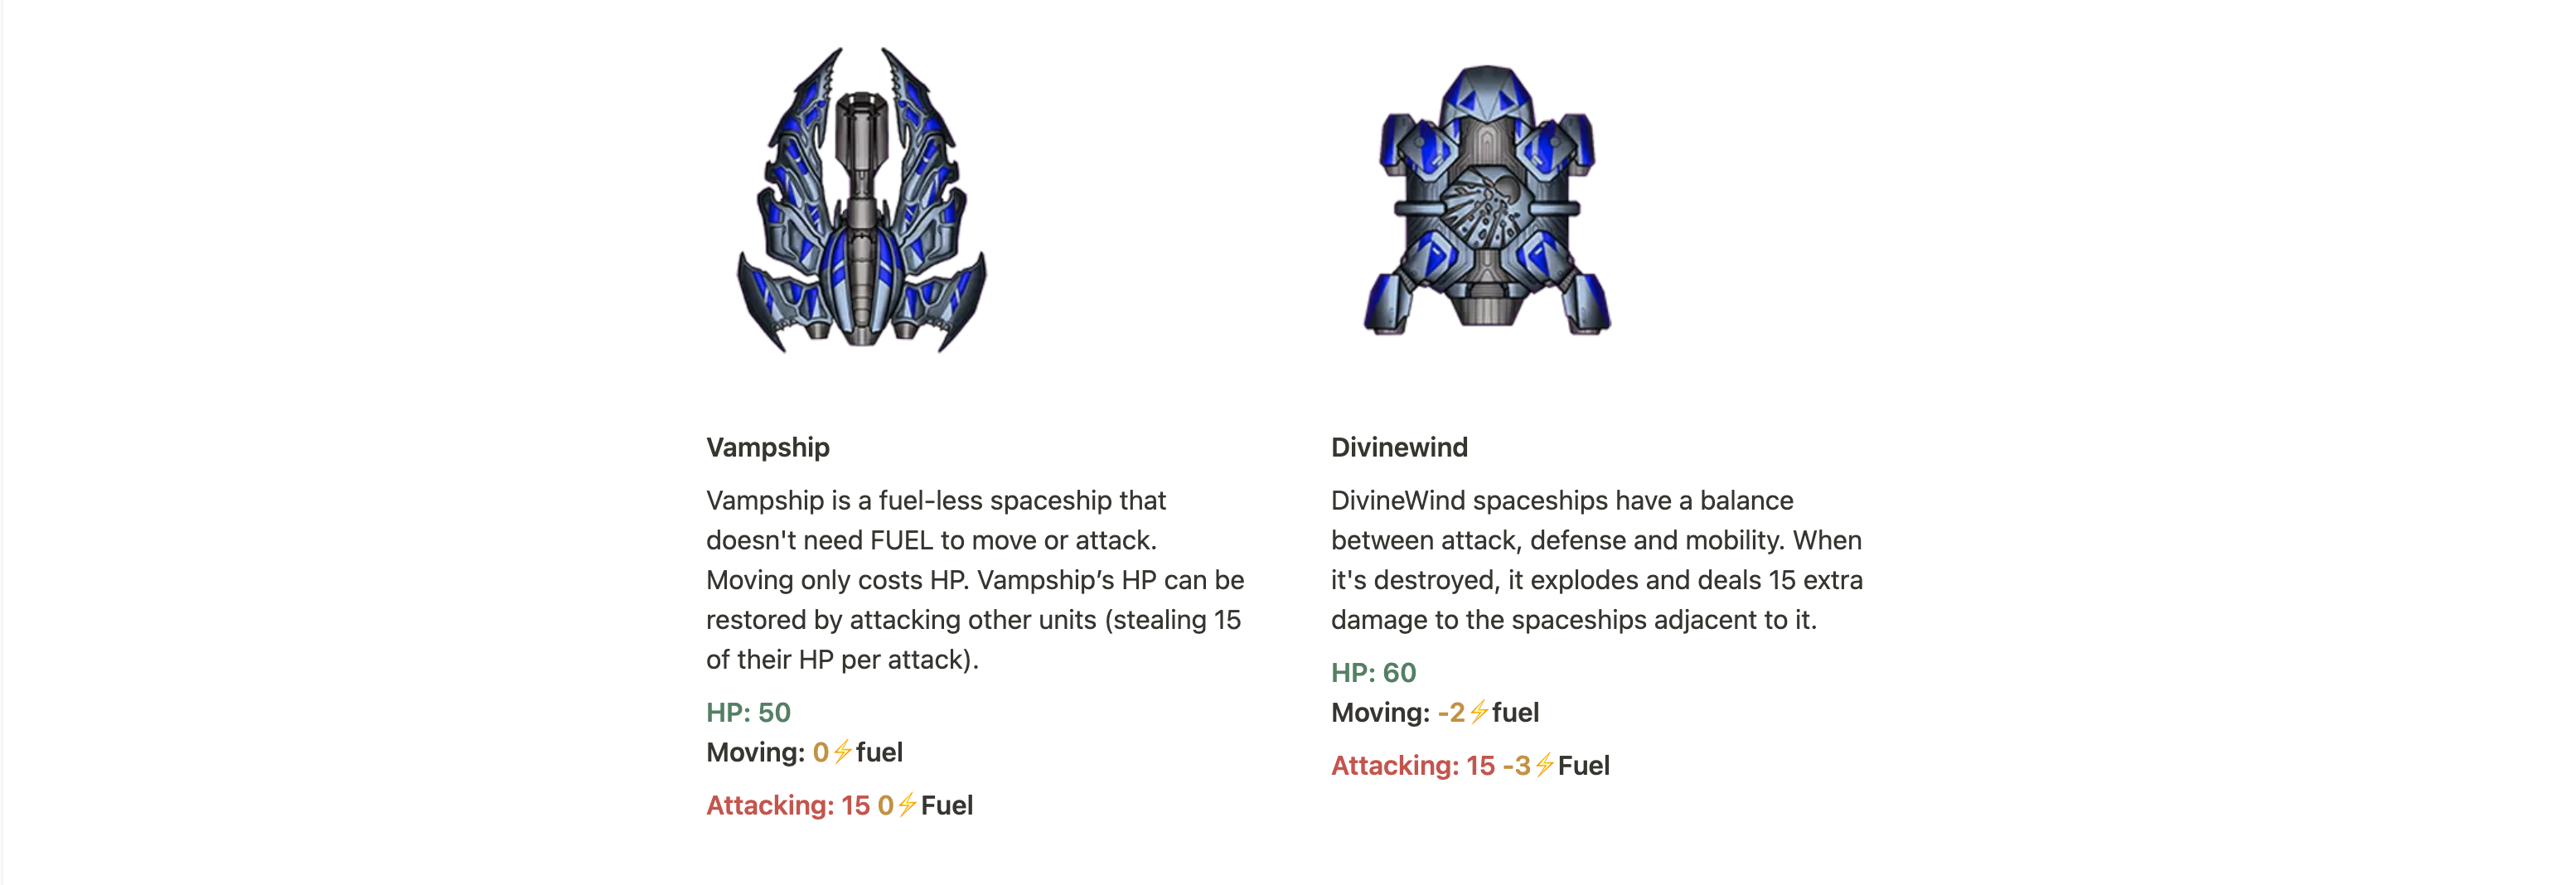 Vampship
Vampship is a fuel-less spaceship that
doesn't need FUEL to move or attack.
Moving only costs HP. Vampship’s HP can be
restored by attacking other units (stealing 15
of their HP per attack).
HP: 50
Moving: 0⚡fuel
Attacking: 15 0⚡Fuel
Divinewind
DivineWind spaceships have a balance
between attack, defense and mobility. When
it's destroyed, it explodes and deals 15 extra
damage to the spaceships adjacent to it.
HP: 60
Moving: -2⚡fuel
Attacking: 15 -3⚡Fuel